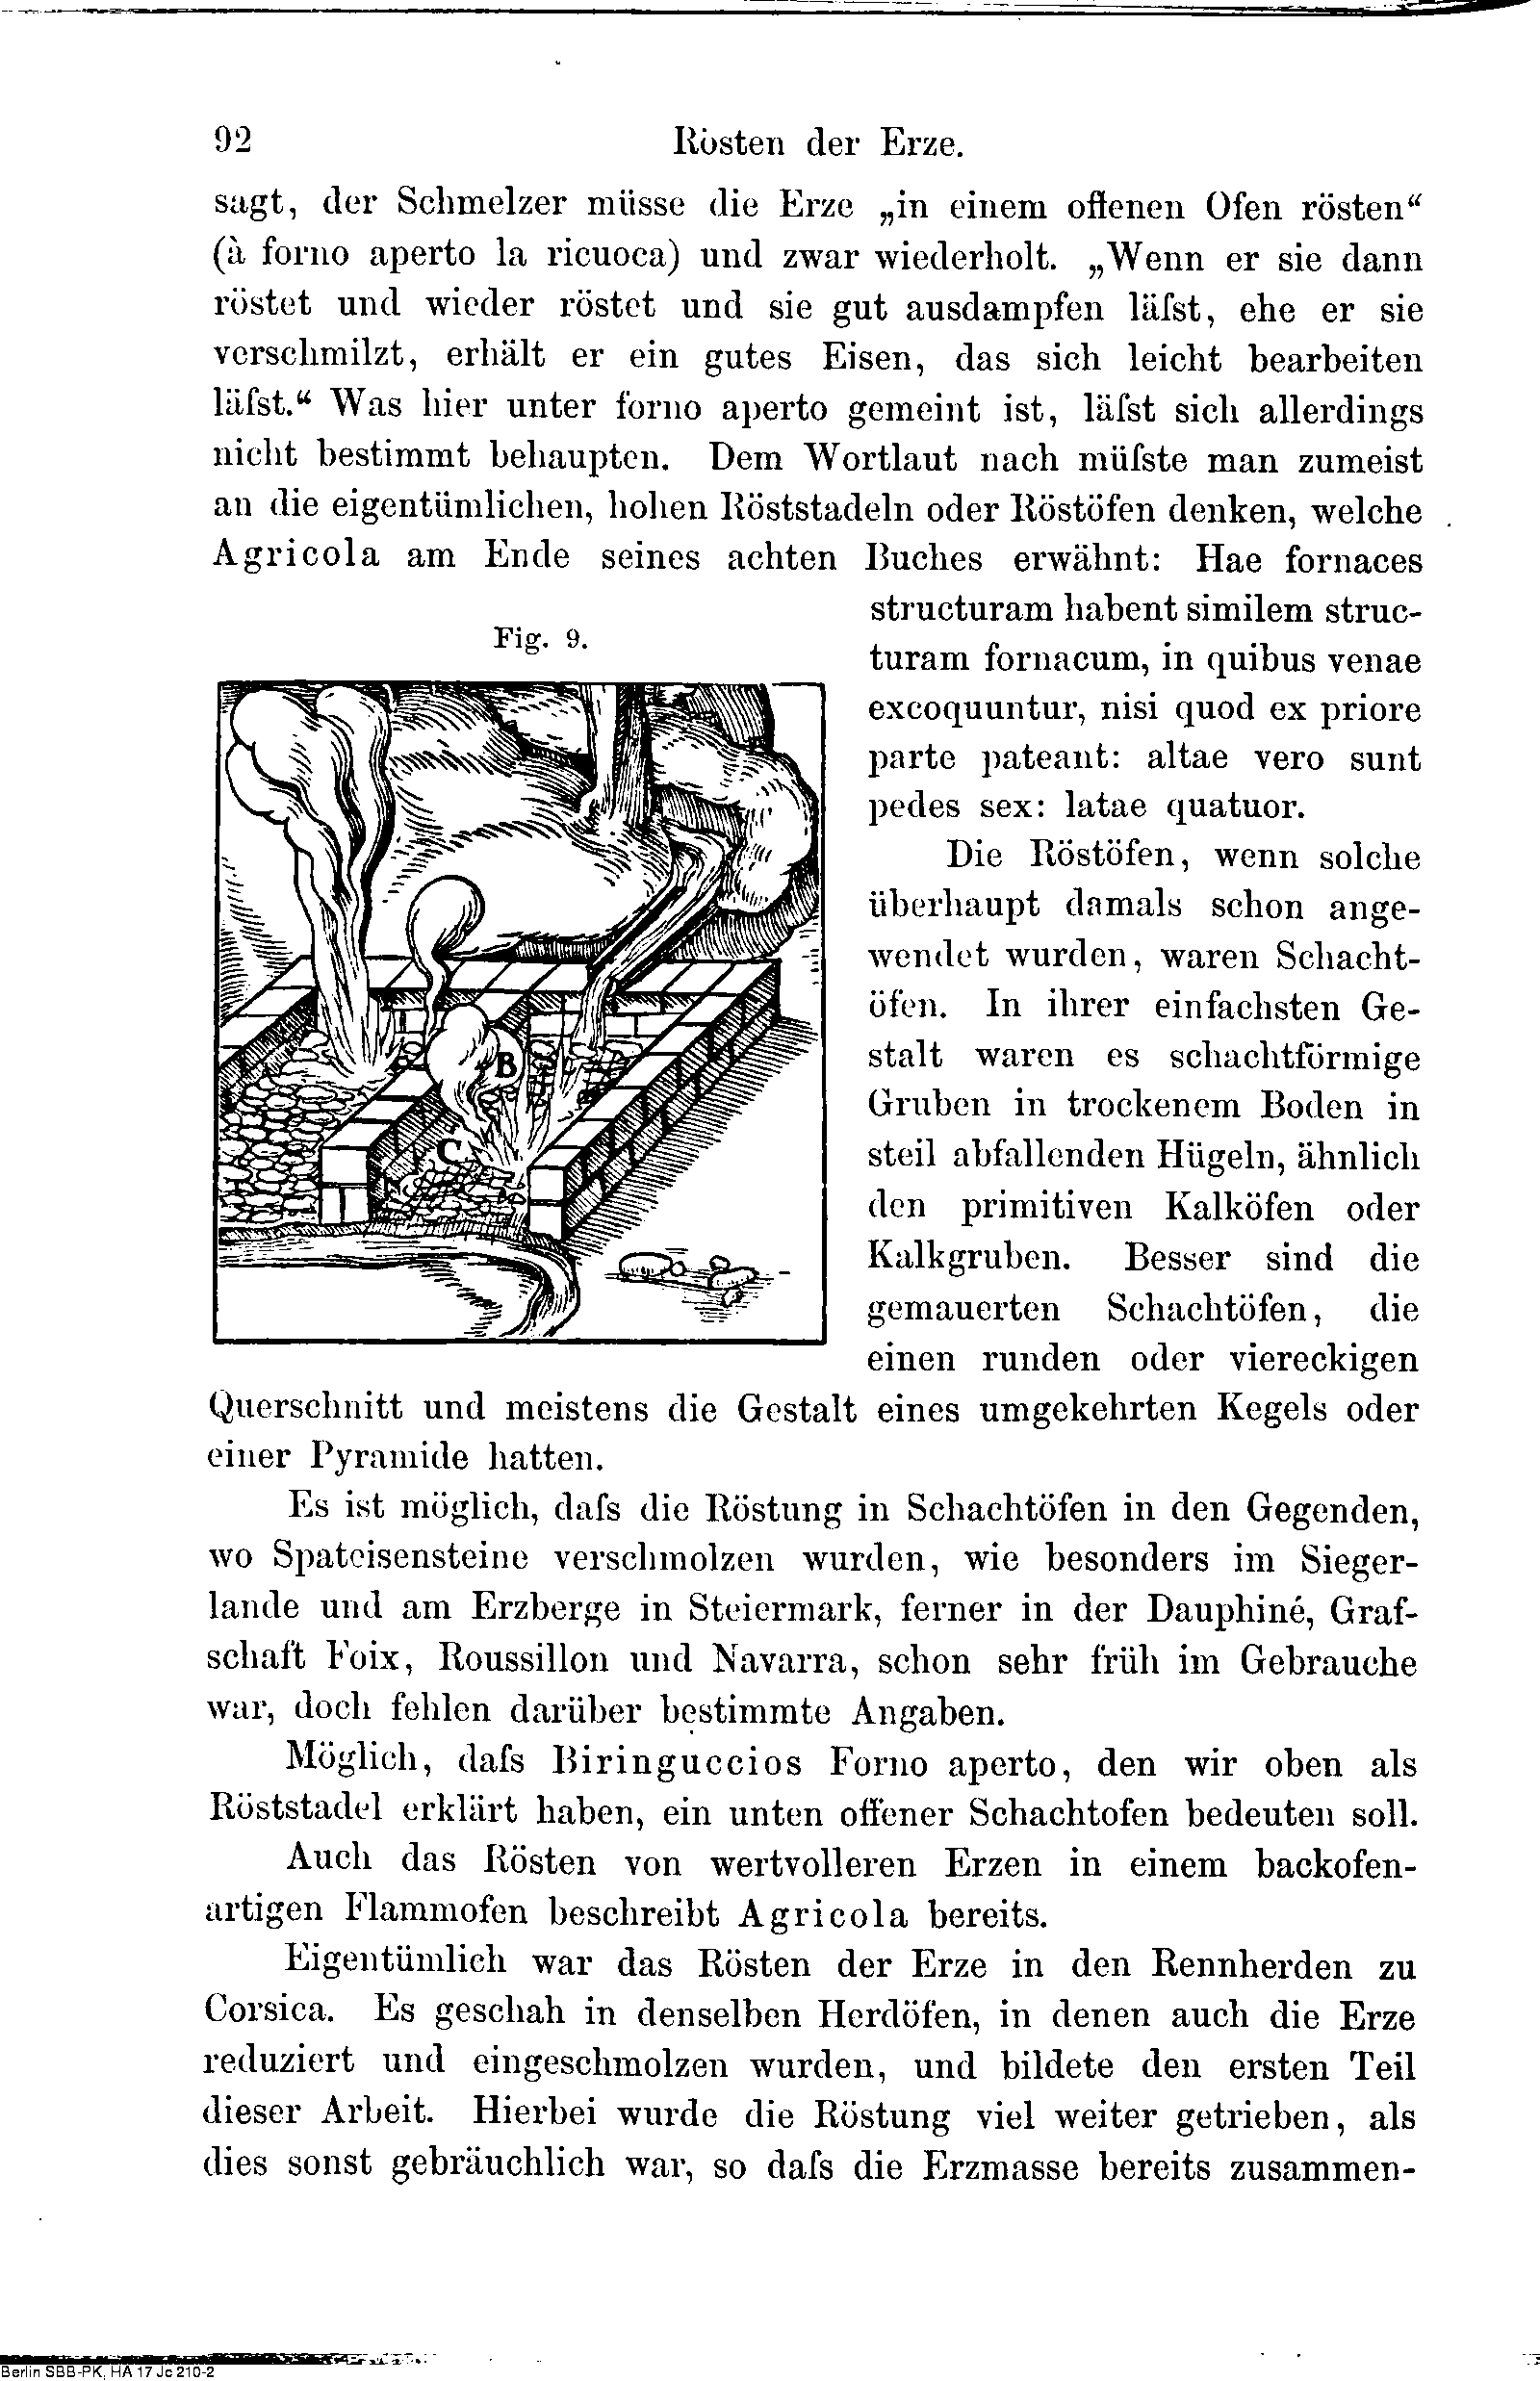 92 Rösten der Erze.
sagt, der Schmelzer müsse die Erze „in einem offenen Ofen rösten“
(à forno aperto la ricuoca) und zwar wiederholt. „Wenn er sie dann
röstet und wieder röstet und sie gut ausdampfen läſst, ehe er sie
verschmilzt, erhält er ein gutes Eisen, das sich leicht bearbeiten
läſst.“ Was hier unter forno aperto gemeint ist, läſst sich allerdings
nicht bestimmt behaupten. Dem Wortlaut nach müſste man zumeist
an die eigentümlichen, hohen Röststadeln oder Röstöfen denken, welche
Agricola am Ende seines achten Buches erwähnt: Hae fornaces
structuram habent similem struc-
turam fornacum, in quibus venae
excoquuntur, nisi quod ex priore
parte pateant: altae vero sunt
pedes sex: latae quatuor.
Fig. 9.
B
C
Die Röstöfen, wenn solche
überhaupt damals schon ange-
wendet wurden, waren Schacht-
öfen. In ihrer einfachsten Ge-
stalt waren es schachtförmige
Gruben in trockenem Boden in
steil abfallenden Hügeln, ähnlich
den primitiven Kalköfen oder
Kalkgruben. Besser sind die
gemauerten Schachtöfen, die
einen runden oder viereckigen
Querschnitt und meistens die Gestalt eines umgekehrten Kegels oder
einer Pyramide hatten.
Es ist möglich, daſs die Röstung in Schachtöfen in den Gegenden,
wo Spateisensteine verschmolzen wurden, wie besonders im Sieger-
lande und am Erzberge in Steiermark, ferner in der Dauphiné, Graf-
schaft Foix, Roussillon und Navarra, schon sehr früh im Gebrauche
war, doch fehlen darüber bestimmte Angaben.
Möglich, daſs Biringuccios Forno aperto, den wir oben als
Röststadel erklärt haben, ein unten offener Schachtofen bedeuten soll.
Auch das Rösten von wertvolleren Erzen in einem backofen-
artigen Flammofen beschreibt Agricola bereits.
Eigentümlich war das Rösten der Erze in den Rennherden zu
Corsica. Es geschah in denselben Herdöfen, in denen auch die Erze
reduziert und eingeschmolzen wurden, und bildete den ersten Teil
dieser Arbeit. Hierbei wurde die Röstung viel weiter getrieben, als
dies sonst gebräuchlich war, so daſs die Erzmasse bereits zusammen-
Berlin SBB-PK, HA 17 Jc 210-2